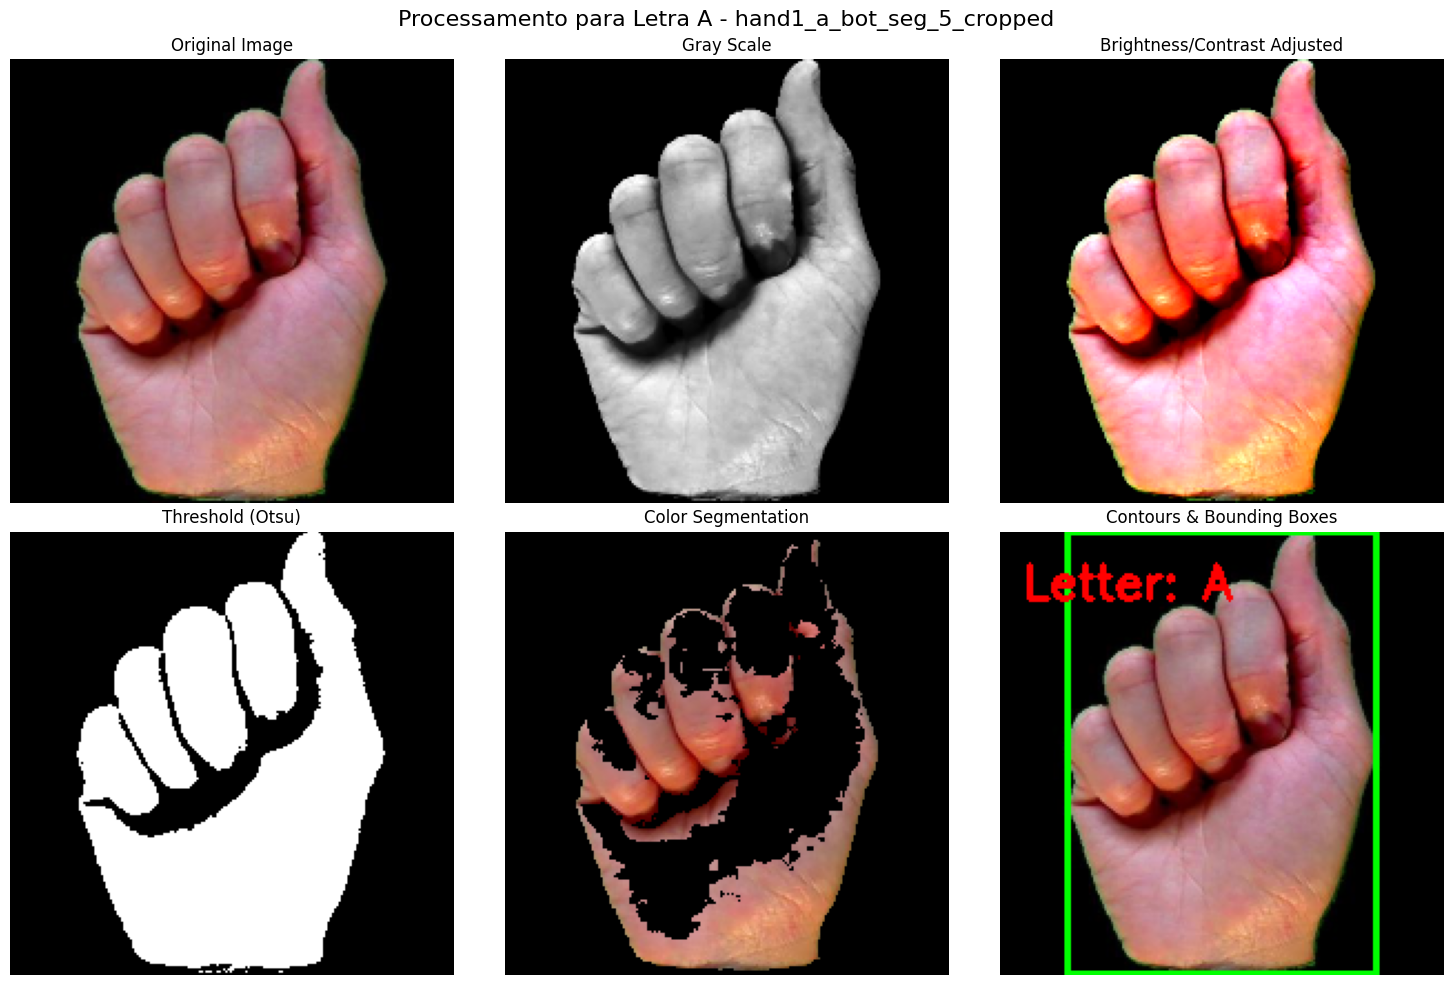 Processamento para Letra A - hand1_a_bot_seg_5_cropped
Original Image
Gray Scale
Brightness/Contrast Adjusted
Threshold (Otsu)
Color Segmentation
Contours & Bounding Boxes
Letter: A